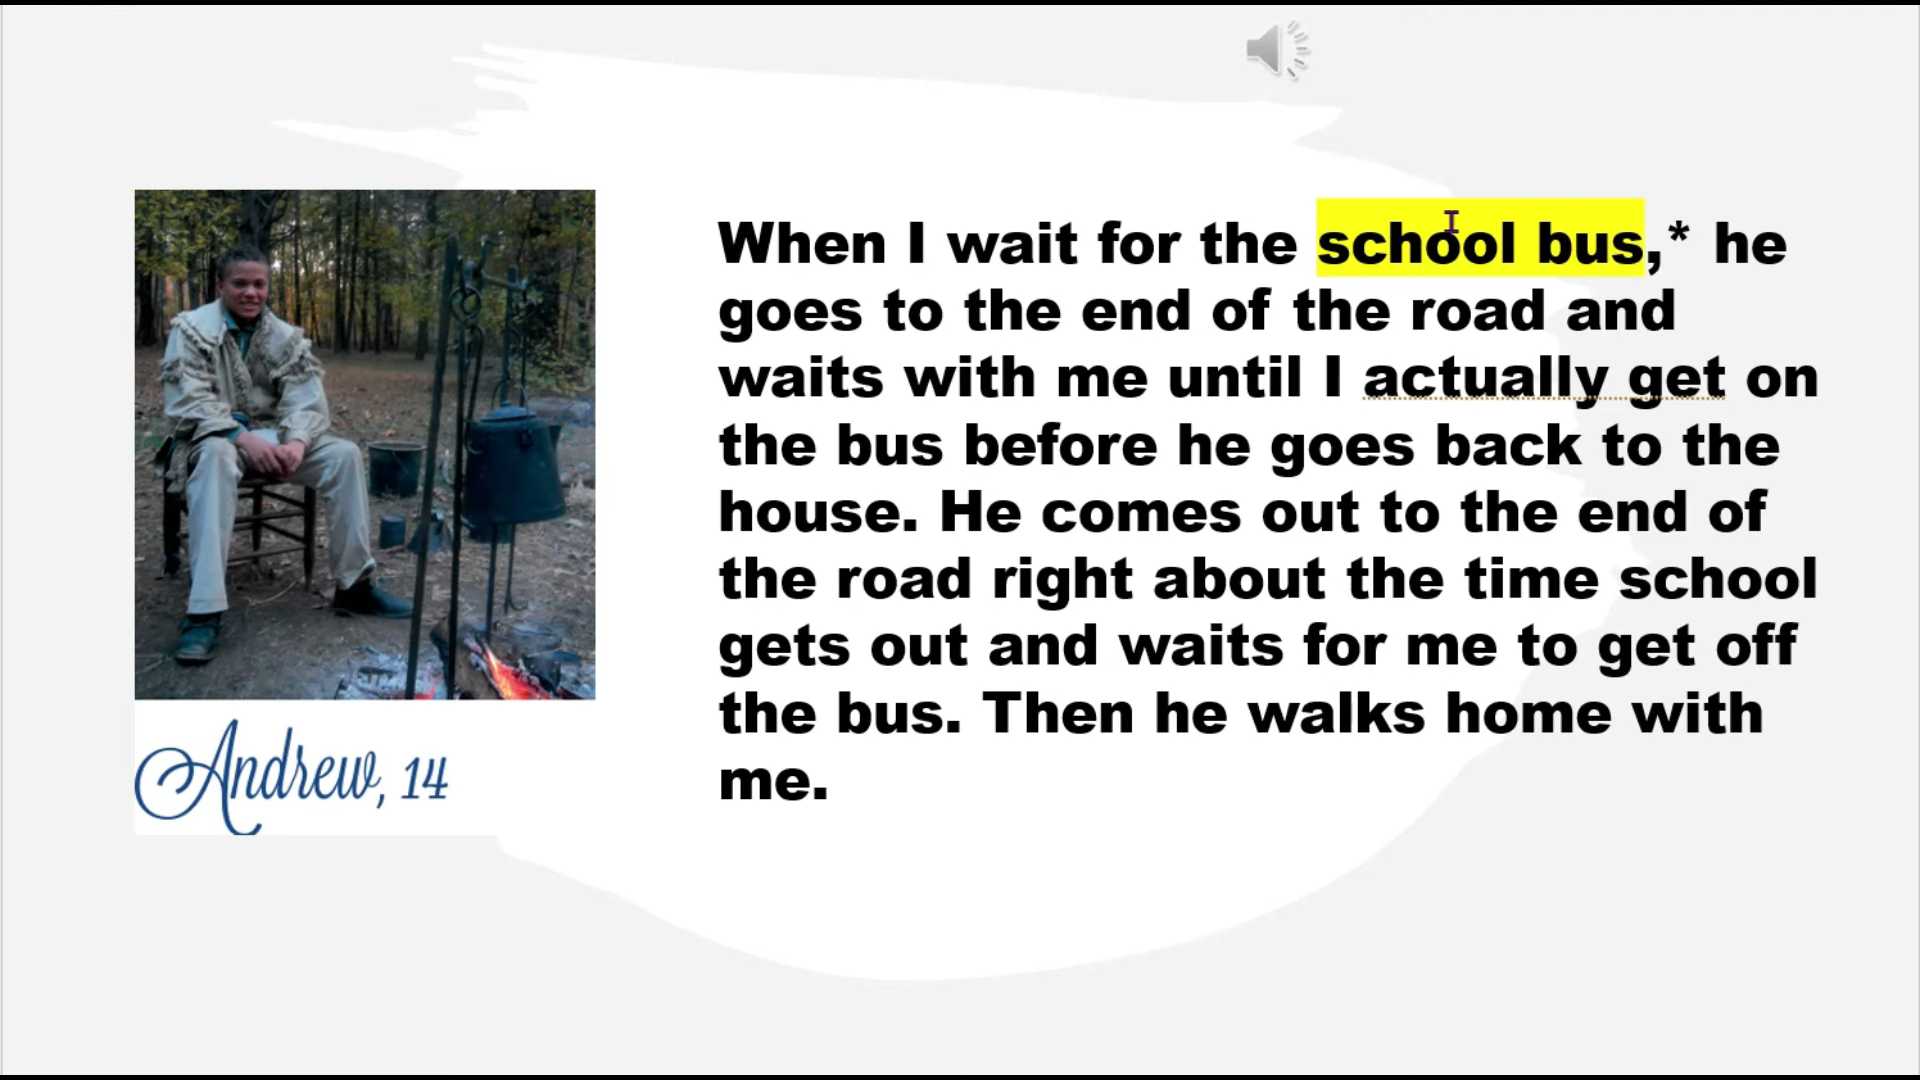 When I wait for the school bus,* he
goes to the end of the road and
waits with me until I actually get on
the bus before he goes back to the
house. He comes out to the end of
the road right about the time school
gets out and waits for me to get off
the bus. Then he walks home with
me.
Andrew, 14